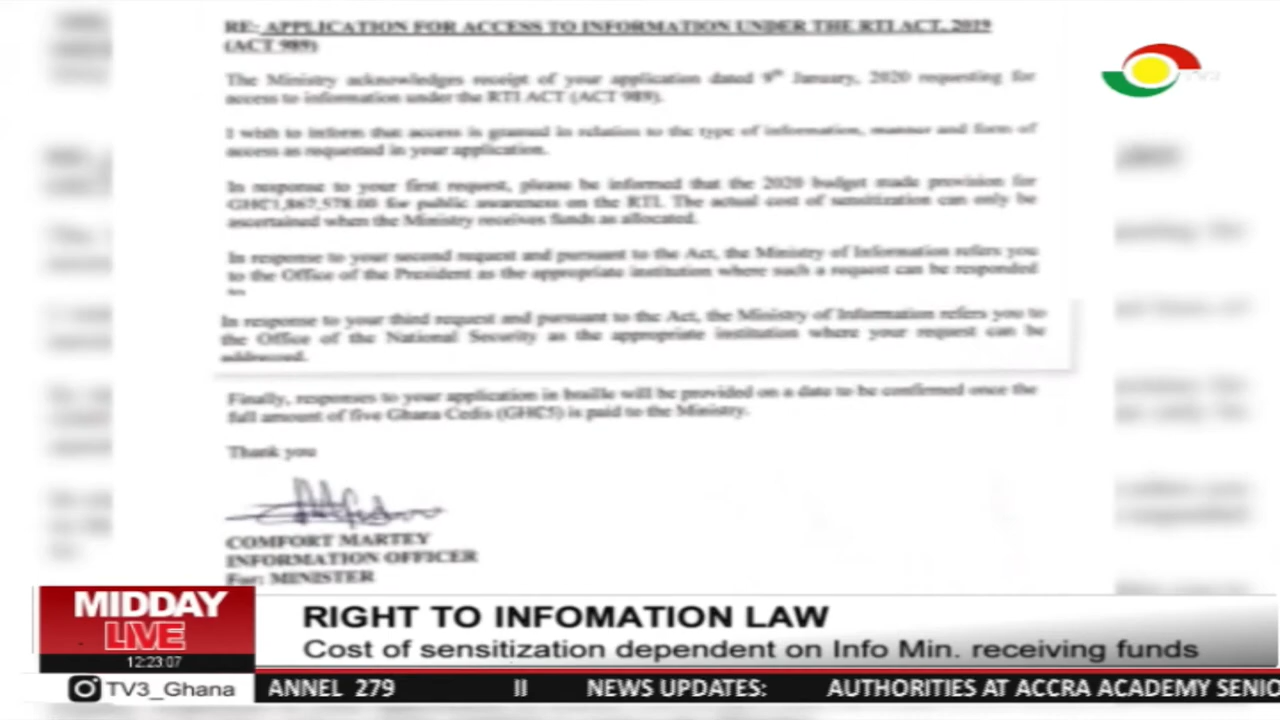 RE: APPLICATION FOR ACCESS TO INFORMATION UNDER THE RTI ACT, 2019
(ACT 989)
The Ministry acknowledges receipt of your application dated 9th January, 2020 requesting for
access to information under the RTI ACT (ACT 989).
I wish to inform that access is granted in relation to the type of information, manner and form of
access as requested in your application.
In response to your first request, please be informed that the 2020 budget made provision for
GH₵1,867,578.00 for public awareness on the RTI. The actual cost of sensitization can only be
ascertained when the Ministry receives funds as allocated.
In response to your second request and pursuant to the Act, the Ministry of Information refers you
to the Office of the President as the appropriate institution where such a request can be responded
to
In response to your third request and pursuant to the Act, the Ministry of Information refers you to
the Office of the National Security as the appropriate institution where your request can be
addressed.
Finally, responses to your application in braille will be provided on a date to be confirmed once the
full amount of five Ghana Cedis (GH₵5) is paid to the Ministry.
Thank you
COMFORT MARTEY
INFORMATION OFFICER
For: MINISTER
TV3
MIDDAY
LIVE
12:23:07
RIGHT TO INFOMATION LAW
Cost of sensitization dependent on Info Min. receiving funds
TV3_Ghana
ANNEL 279 II NEWS UPDATES: AUTHORITIES AT ACCRA ACADEMY SENIO